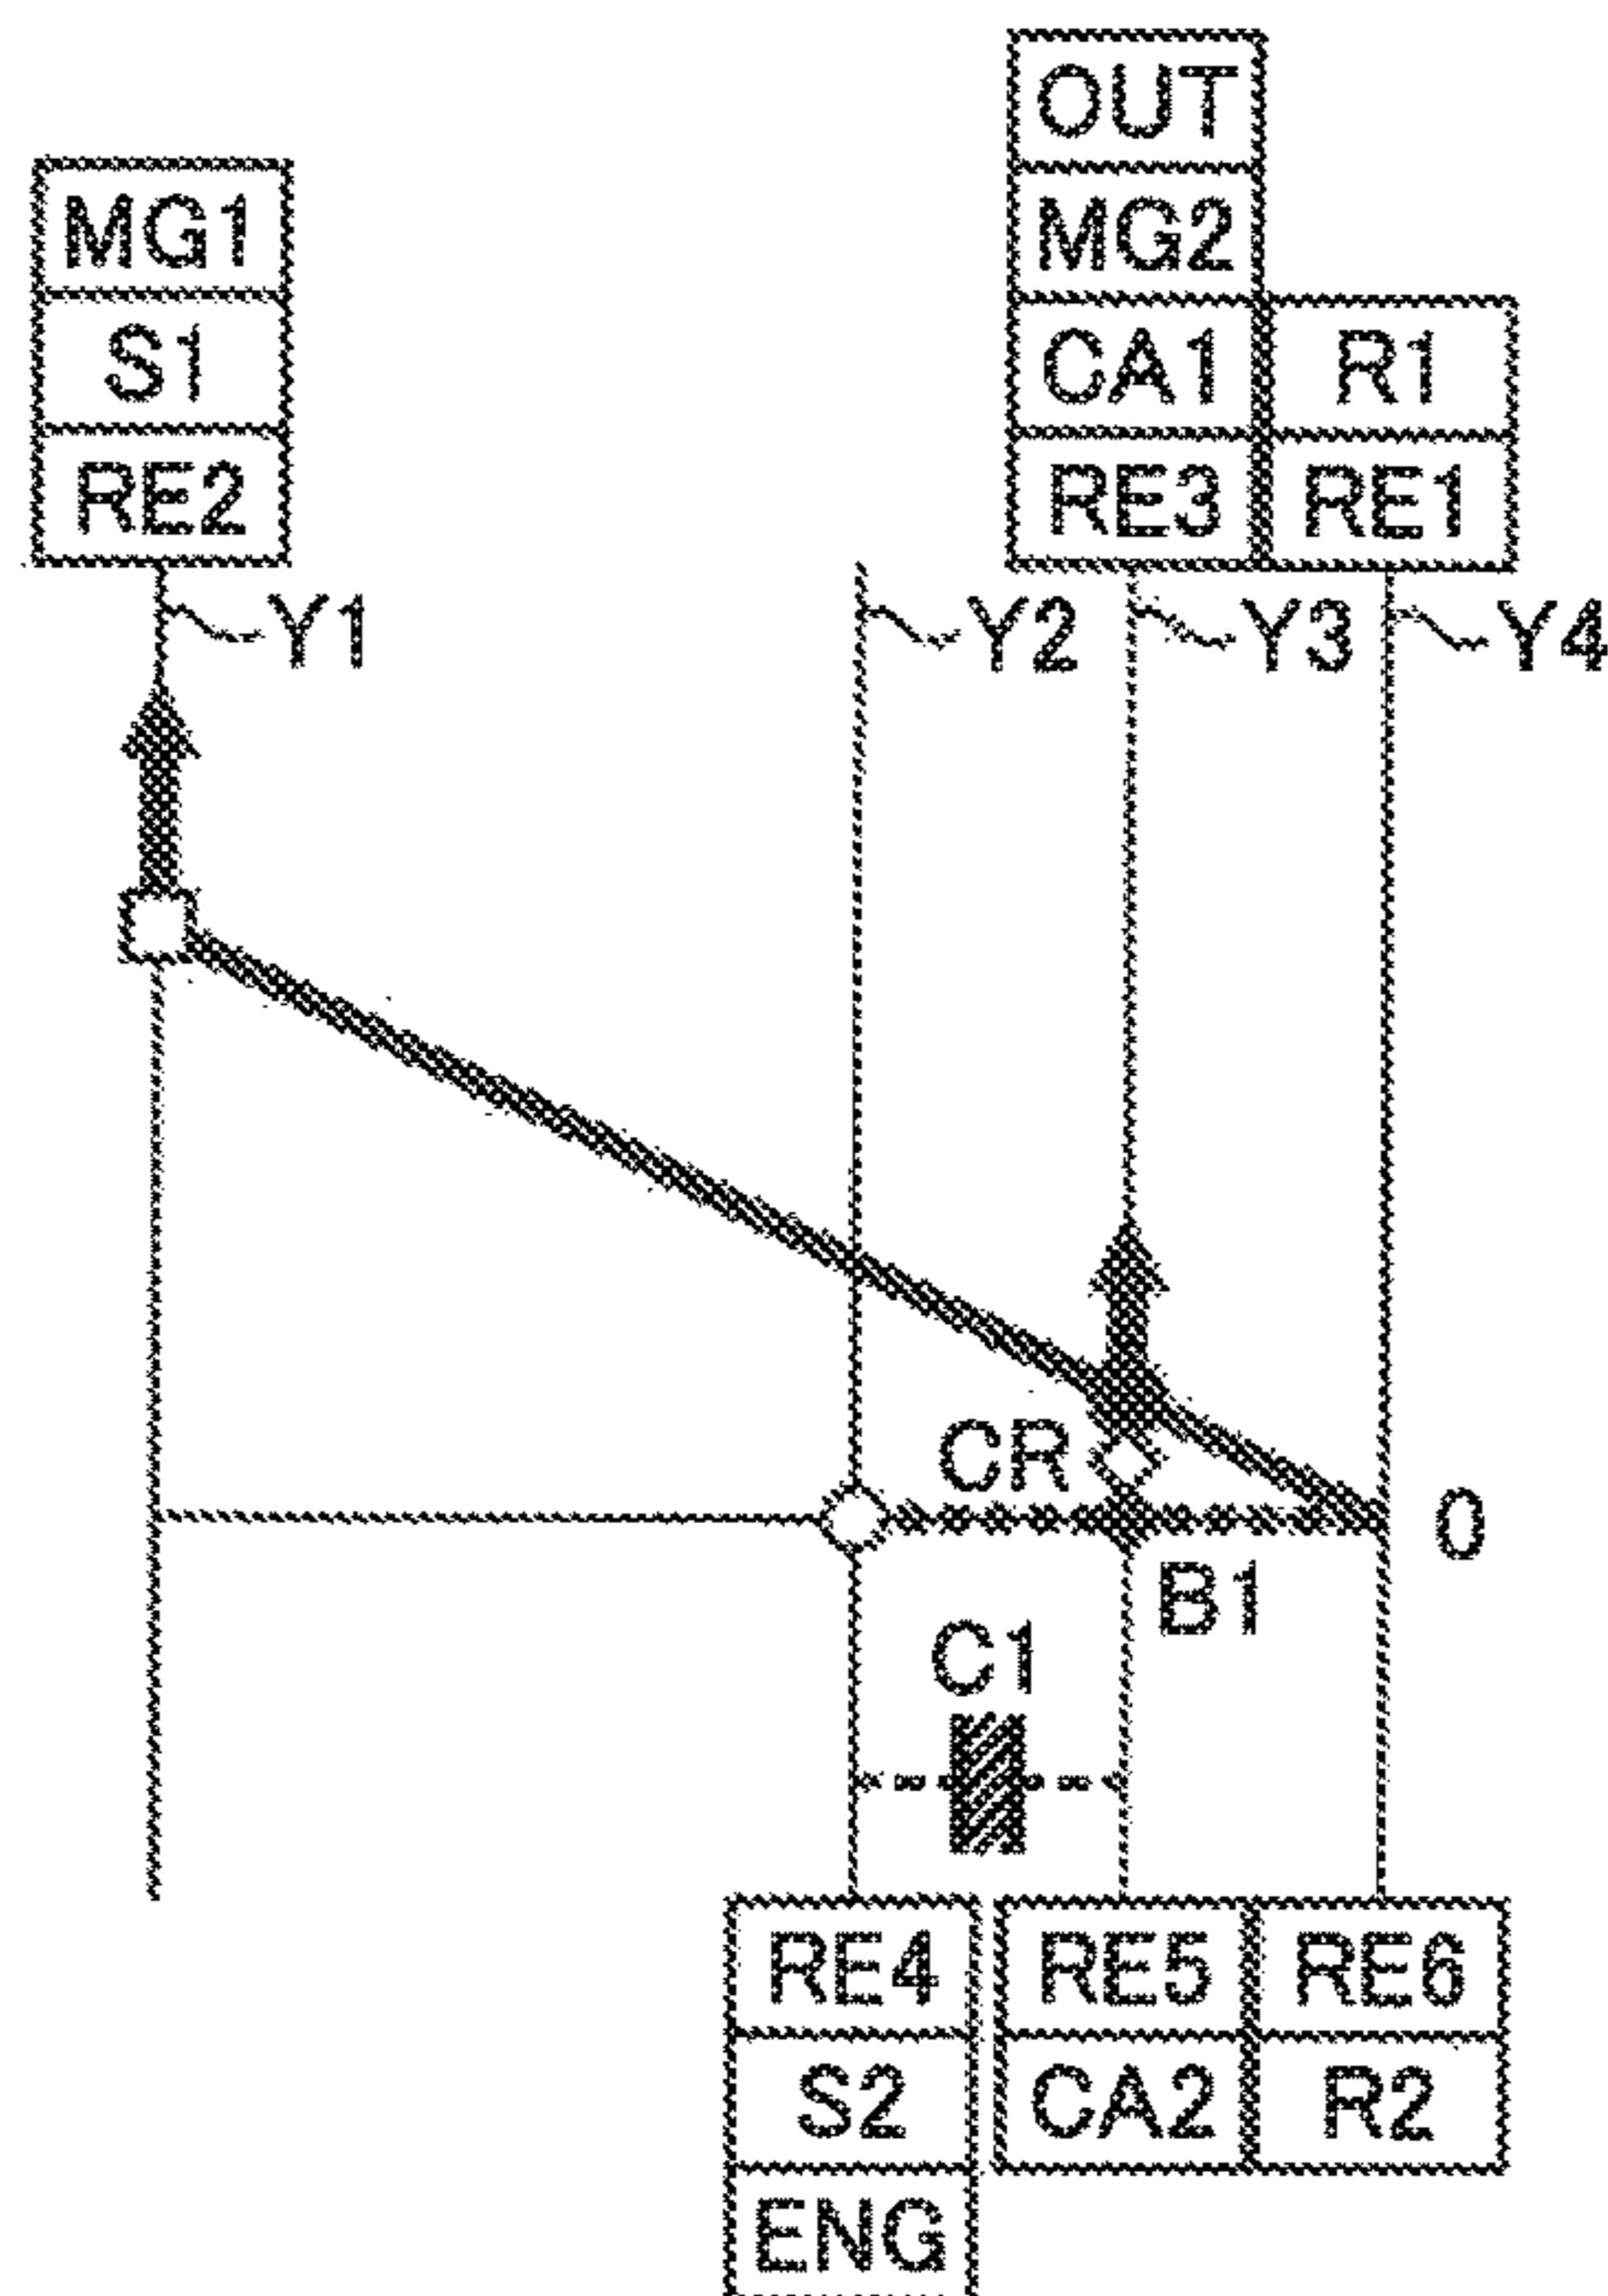 OUT
MG1
MG2
S1
CA1
R1
RE2
RE3
RE1
Y1
Y2
Y3
Y4
CR
0
B1
C1
RE4
RE5
RE6
S2
CA2
R2
ENG